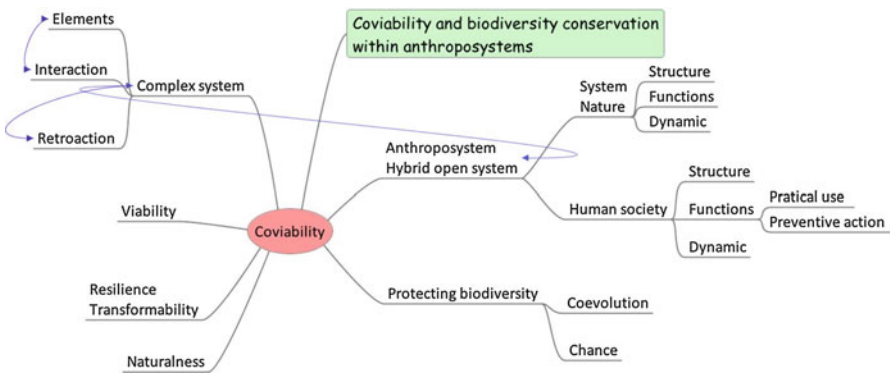 Coviability and biodiversity conservation
within anthroposystems
Elements
Interaction
Complex system
Retroaction
Viability
Resilience
Transformability
Naturalness
Coviability
Anthroposystem
Hybrid open system
System
Nature
Structure
Functions
Dynamic
Human society
Structure
Functions
Pratical use
Preventive action
Dynamic
Protecting biodiversity
Coevolution
Chance